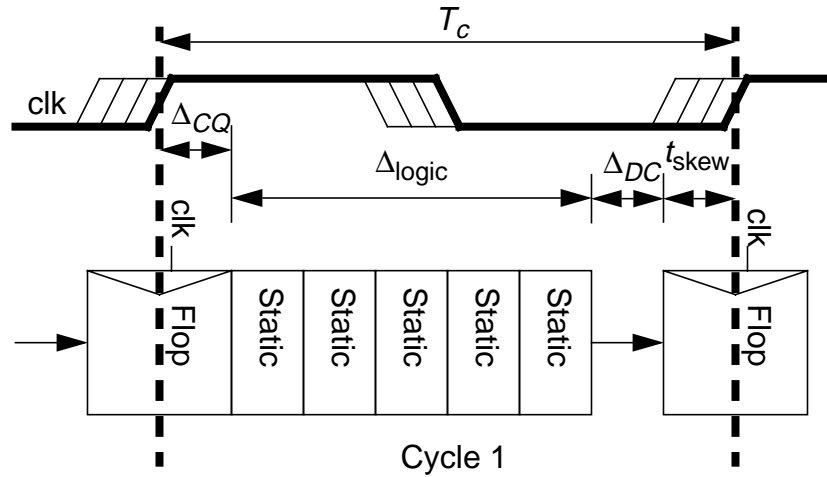 T_c
clk
Δ_CQ
Δ_logic
Δ_DC
t_skew
clk
clk
Flop
Static
Static
Static
Static
Static
Flop
Cycle 1